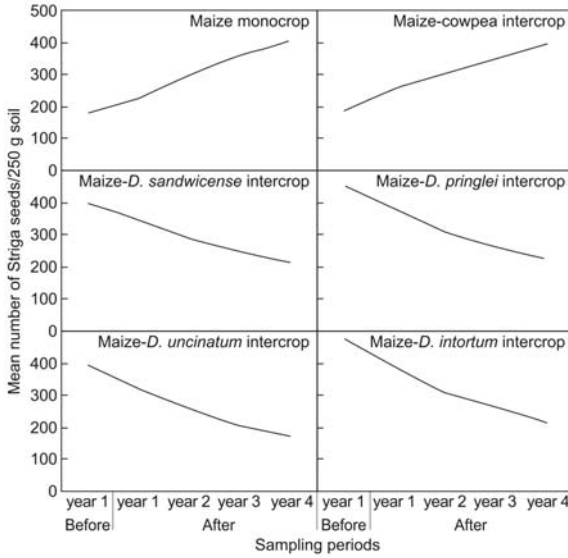 Mean number of Striga seeds/250 g soil
500
400
300
200
100
0
Maize monocrop
Maize-cowpea intercrop
400
300
200
100
0
Maize-D. sandwicense intercrop
Maize-D. pringlei intercrop
400
300
200
100
0
Maize-D. uncinatum intercrop
Maize-D. intortum intercrop
year 1 year 1 year 2 year 3 year 4 year 1 year 1 year 2 year 3 year 4
Before After Before After
Sampling periods